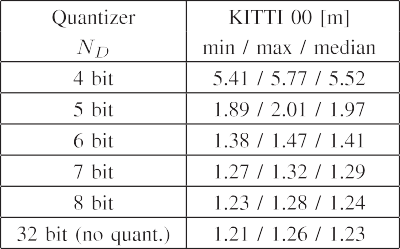 Quantizer KITTI 00 [m]
N_D min / max / median
4 bit 5.41 / 5.77 / 5.52
5 bit 1.89 / 2.01 / 1.97
6 bit 1.38 / 1.47 / 1.41
7 bit 1.27 / 1.32 / 1.29
8 bit 1.23 / 1.28 / 1.24
32 bit (no quant.) 1.21 / 1.26 / 1.23